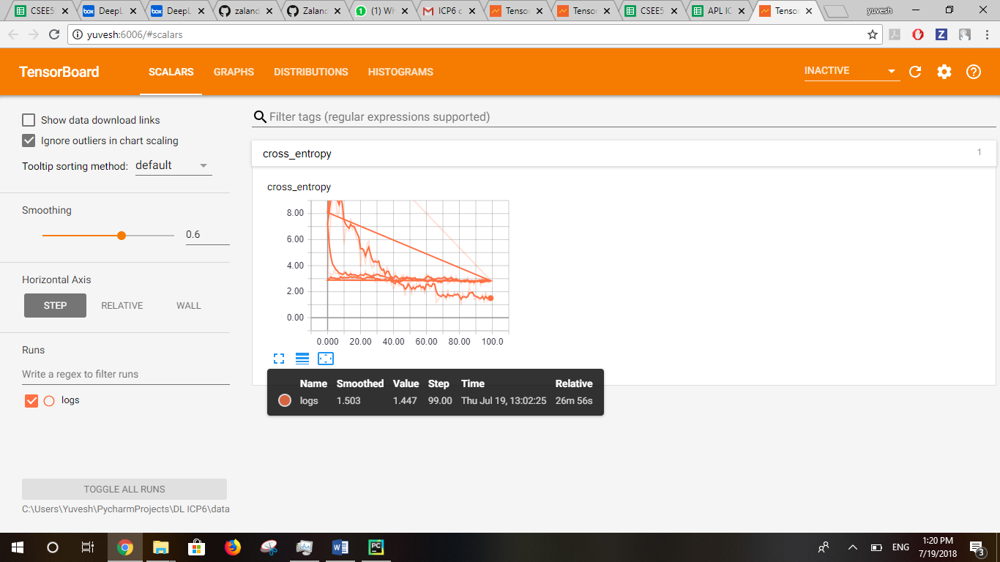 CSEE5 DeepL DeepL zaland Zaland (1) Wh ICP6 c Tensor Tensor CSEE5 APL IC Tensor yuvesh
yuvesh:6006/#scalars
TensorBoard SCALARS GRAPHS DISTRIBUTIONS HISTOGRAMS INACTIVE
Show data download links
Ignore outliers in chart scaling
Tooltip sorting method: default
Smoothing
0.6
Horizontal Axis
STEP RELATIVE WALL
Runs
Write a regex to filter runs
logs
TOGGLE ALL RUNS
C:\Users\Yuvesh\PycharmProjects\DL ICP6\data
Filter tags (regular expressions supported)
cross_entropy 1
cross_entropy
8.00
6.00
4.00
2.00
0.00
0.000 20.00 40.00 60.00 80.00 100.0
Name Smoothed Value Step Time Relative
logs 1.503 1.447 99.00 Thu Jul 19, 13:02:25 26m 56s
ENG
1:20 PM
7/19/2018
3